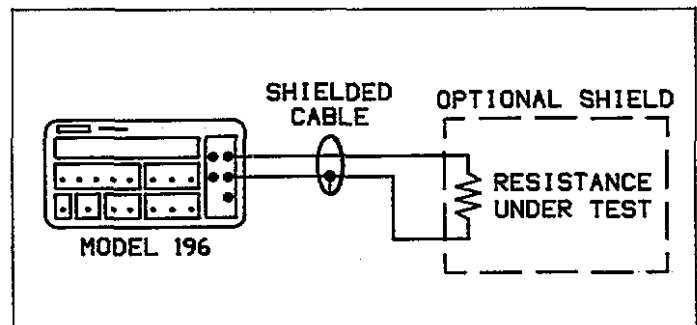 SHIELDED
CABLE
OPTIONAL SHIELD
RESISTANCE
UNDER TEST
MODEL 196